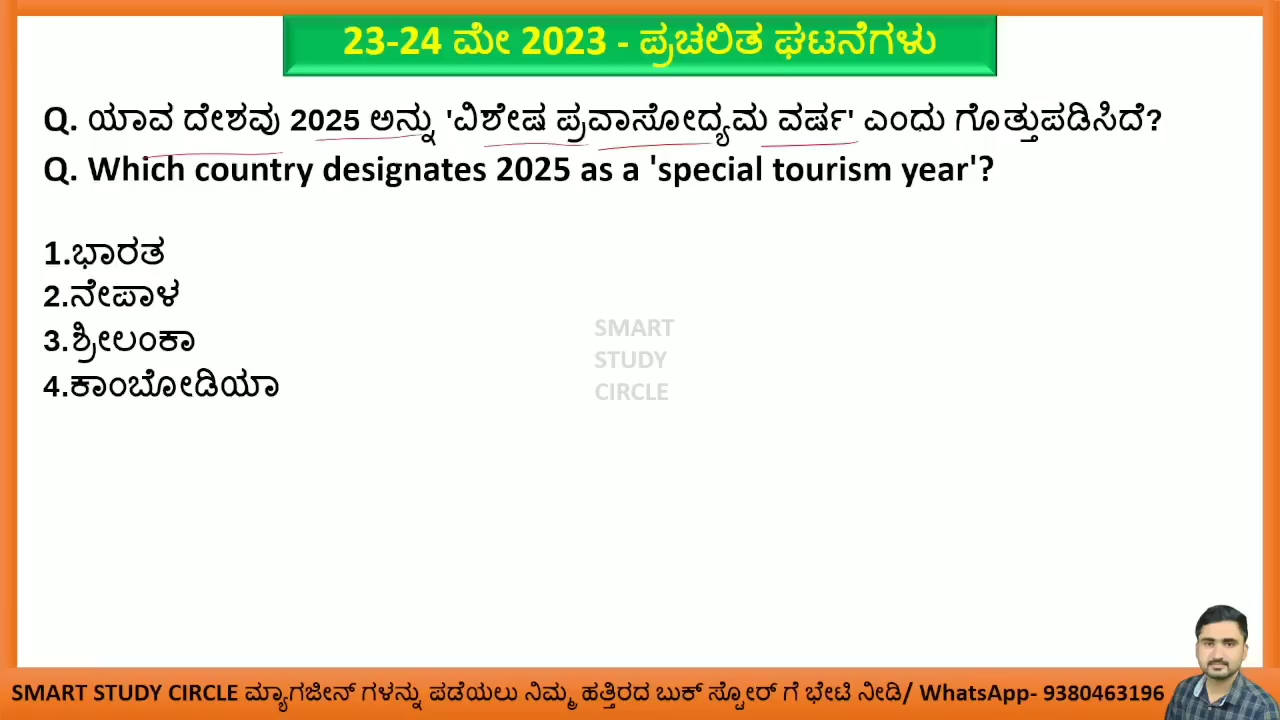 23-24 ಮೇ 2023 - ಪ್ರಚಲಿತ ಘಟನೆಗಳು
Q. ಯಾವ ದೇಶವು 2025 ಅನ್ನು 'ವಿಶೇಷ ಪ್ರವಾಸೋದ್ಯಮ ವರ್ಷ' ಎಂದು ಗೊತ್ತುಪಡಿಸಿದೆ?
Q. Which country designates 2025 as a 'special tourism year'?
1.ಭಾರತ
2.ನೇಪಾಳ
3.ಶ್ರೀಲಂಕಾ
4.ಕಾಂಬೋಡಿಯಾ
SMART
STUDY
CIRCLE
SMART STUDY CIRCLE ಮ್ಯಾಗಜೀನ್ ಗಳನ್ನು ಪಡೆಯಲು ನಿಮ್ಮ ಹತ್ತಿರದ ಬುಕ್ ಸ್ಟೋರ್ ಗೆ ಭೇಟಿ ನೀಡಿ/ WhatsApp- 9380463196